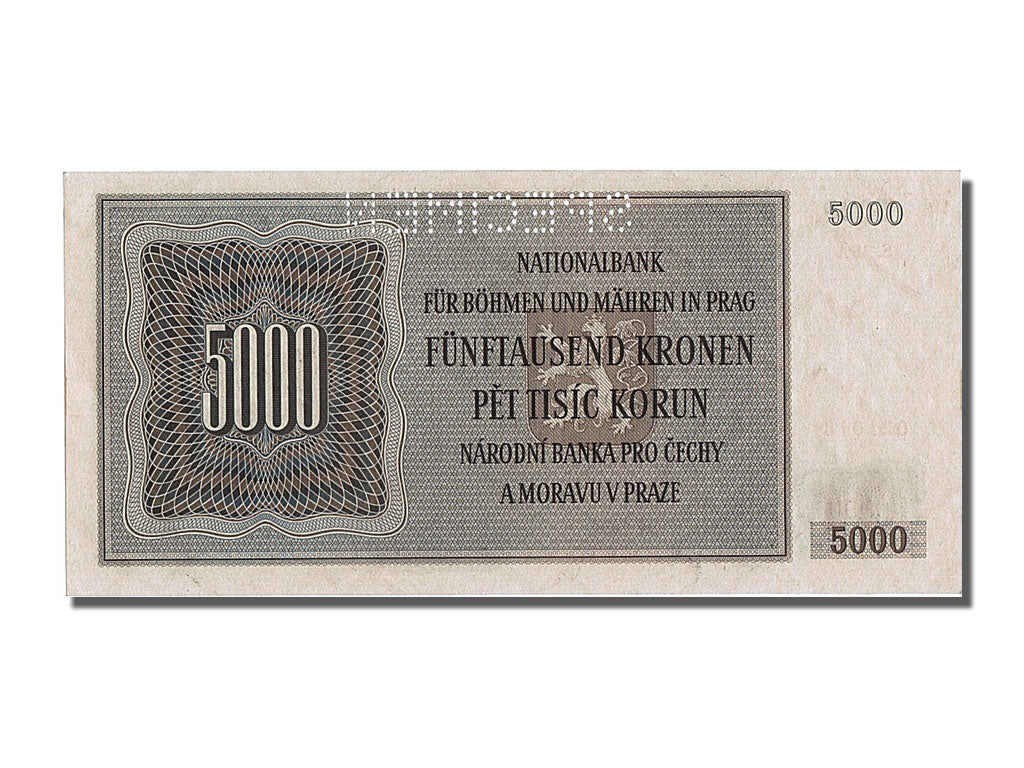 SPECIMEN
5000
NATIONALBANK
FÜR BÖHMEN UND MÄHREN IN PRAG
5000
FÜNFTAUSEND KRONEN
PĚT TISÍC KORUN
NÁRODNÍ BANKA PRO ČECHY
A MORAVU V PRAZE
5000